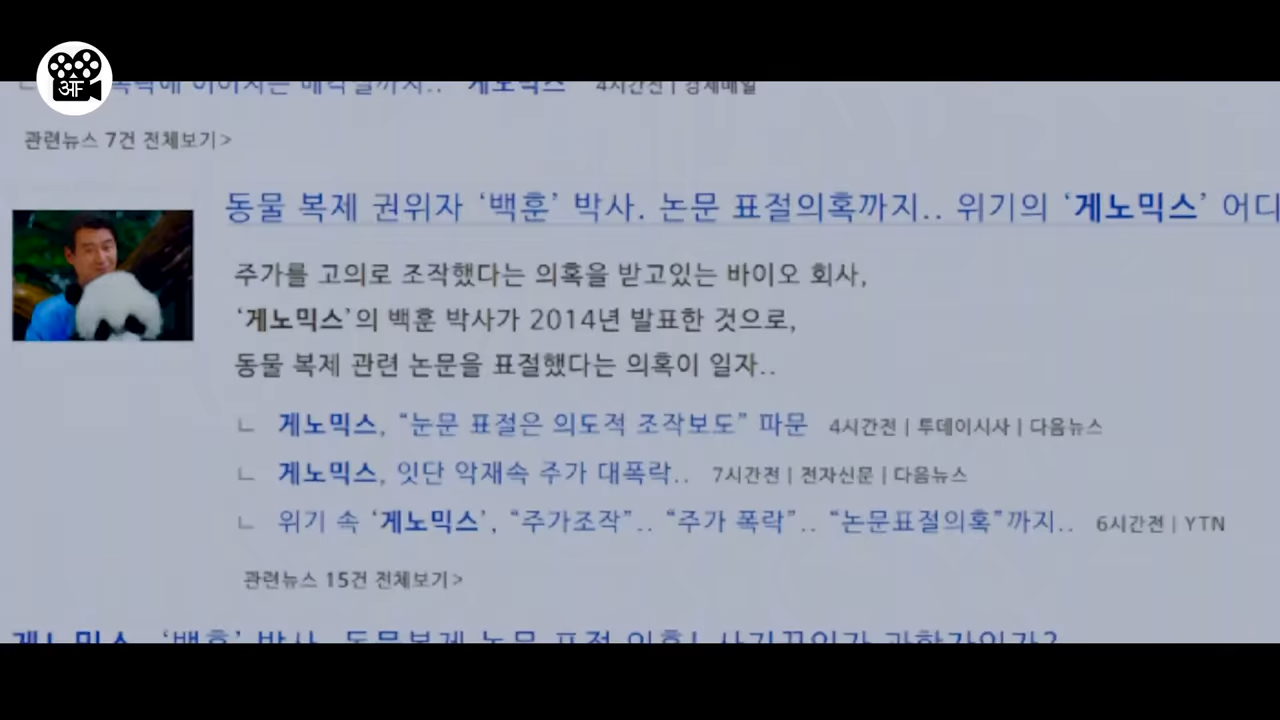 관련뉴스 7건 전체보기>
동물 복제 권위자 ‘백훈’ 박사. 논문 표절의혹까지.. 위기의 ‘게노믹스’ 어디
주가를 고의로 조작했다는 의혹을 받고있는 바이오 회사,
‘게노믹스’의 백훈 박사가 2014년 발표한 것으로,
동물 복제 관련 논문을 표절했다는 의혹이 일자..
ㄴ 게노믹스, “눈문 표절은 의도적 조작보도” 파문 4시간전 | 투데이시사 | 다음뉴스
ㄴ 게노믹스, 잇단 악재속 주가 대폭락.. 7시간전 | 전자신문 | 다음뉴스
ㄴ 위기 속 ‘게노믹스’, “주가조작”.. “주가 폭락”.. “논문표절의혹”까지.. 6시간전 | YTN
관련뉴스 15건 전체보기>